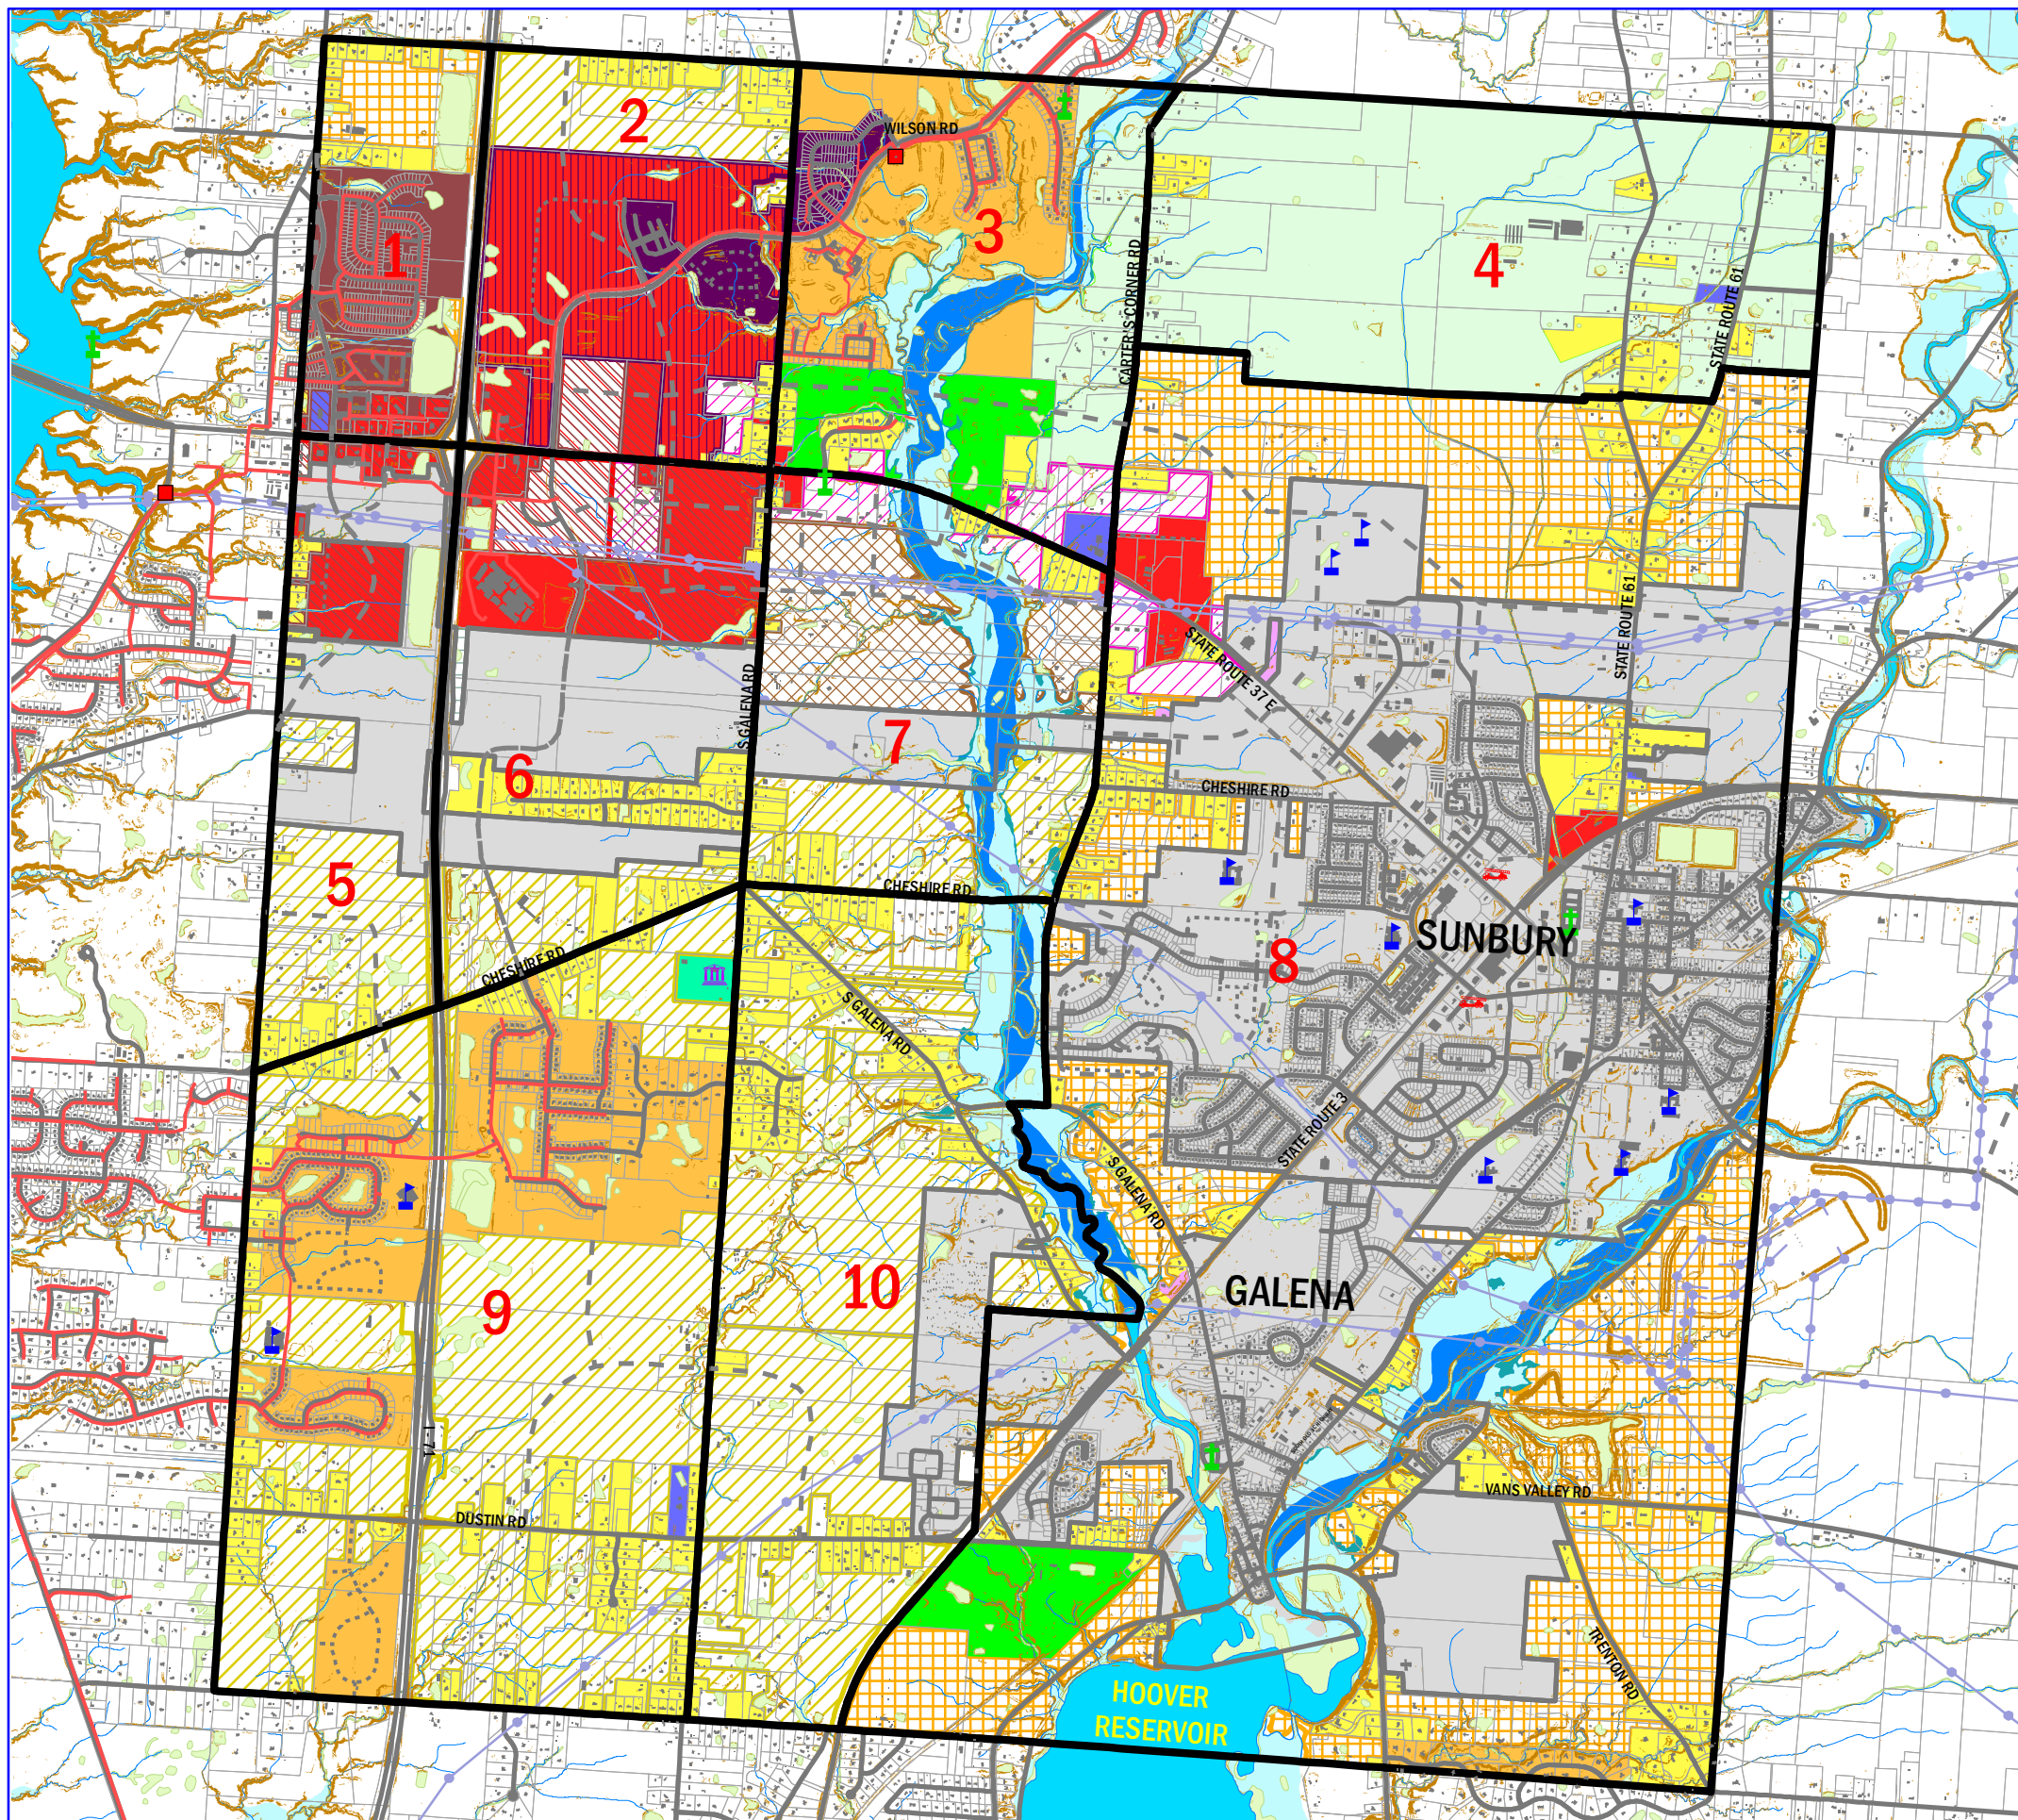 2
WILSON RD
1
3
4
CARTER'S CORNER RD
STATE ROUTE 61
STATE ROUTE 61
STATE ROUTE 37 E
S GALENA RD
7
6
CHESHIRE RD
5
CHESHIRE RD
SUNBURY
8
CHESHIRE RD
S GALENA RD
STATE ROUTE 3
S GALENA RD
10
GALENA
9
I-71
VANS VALLEY RD
DUSTIN RD
TRENTON RD
HOOVER
RESERVOIR